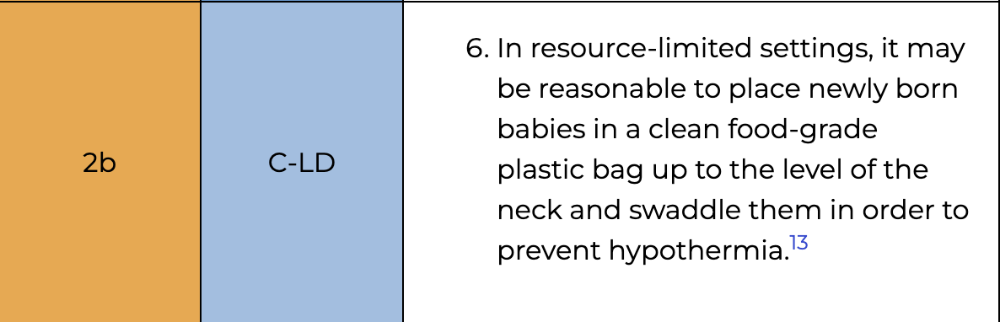 2b
C-LD
6. In resource-limited settings, it may
be reasonable to place newly born
babies in a clean food-grade
plastic bag up to the level of the
neck and swaddle them in order to
prevent hypothermia.13